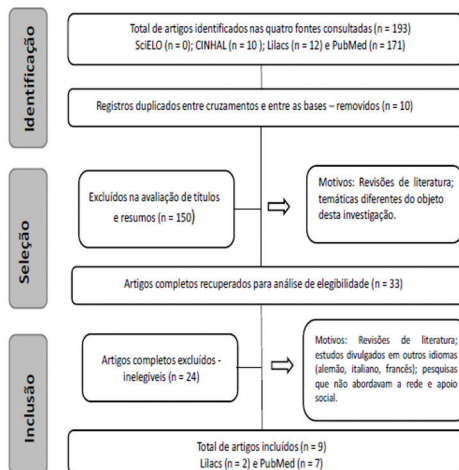 Identificação
Total de artigos identificados nas quatro fontes consultadas (n = 193)
SciELO (n = 0); CINHAL (n = 10 ); Lilacs (n = 12) e PubMed (n = 171)
Registros duplicados entre cruzamentos e entre as bases – removidos (n = 10)
Seleção
Excluídos na avaliação de títulos
e resumos (n = 150)
Motivos: Revisões de literatura;
temáticas diferentes do objeto
desta investigação.
Artigos completos recuperados para análise de elegibilidade (n = 33)
Inclusão
Artigos completos excluídos -
inelegíveis (n = 24)
Motivos: Revisões de literatura;
estudos divulgados em outros idiomas
(alemão, italiano, francês); pesquisas
que não abordavam a rede e apoio
social.
Total de artigos incluídos (n = 9)
Lilacs (n = 2) e PubMed (n = 7)